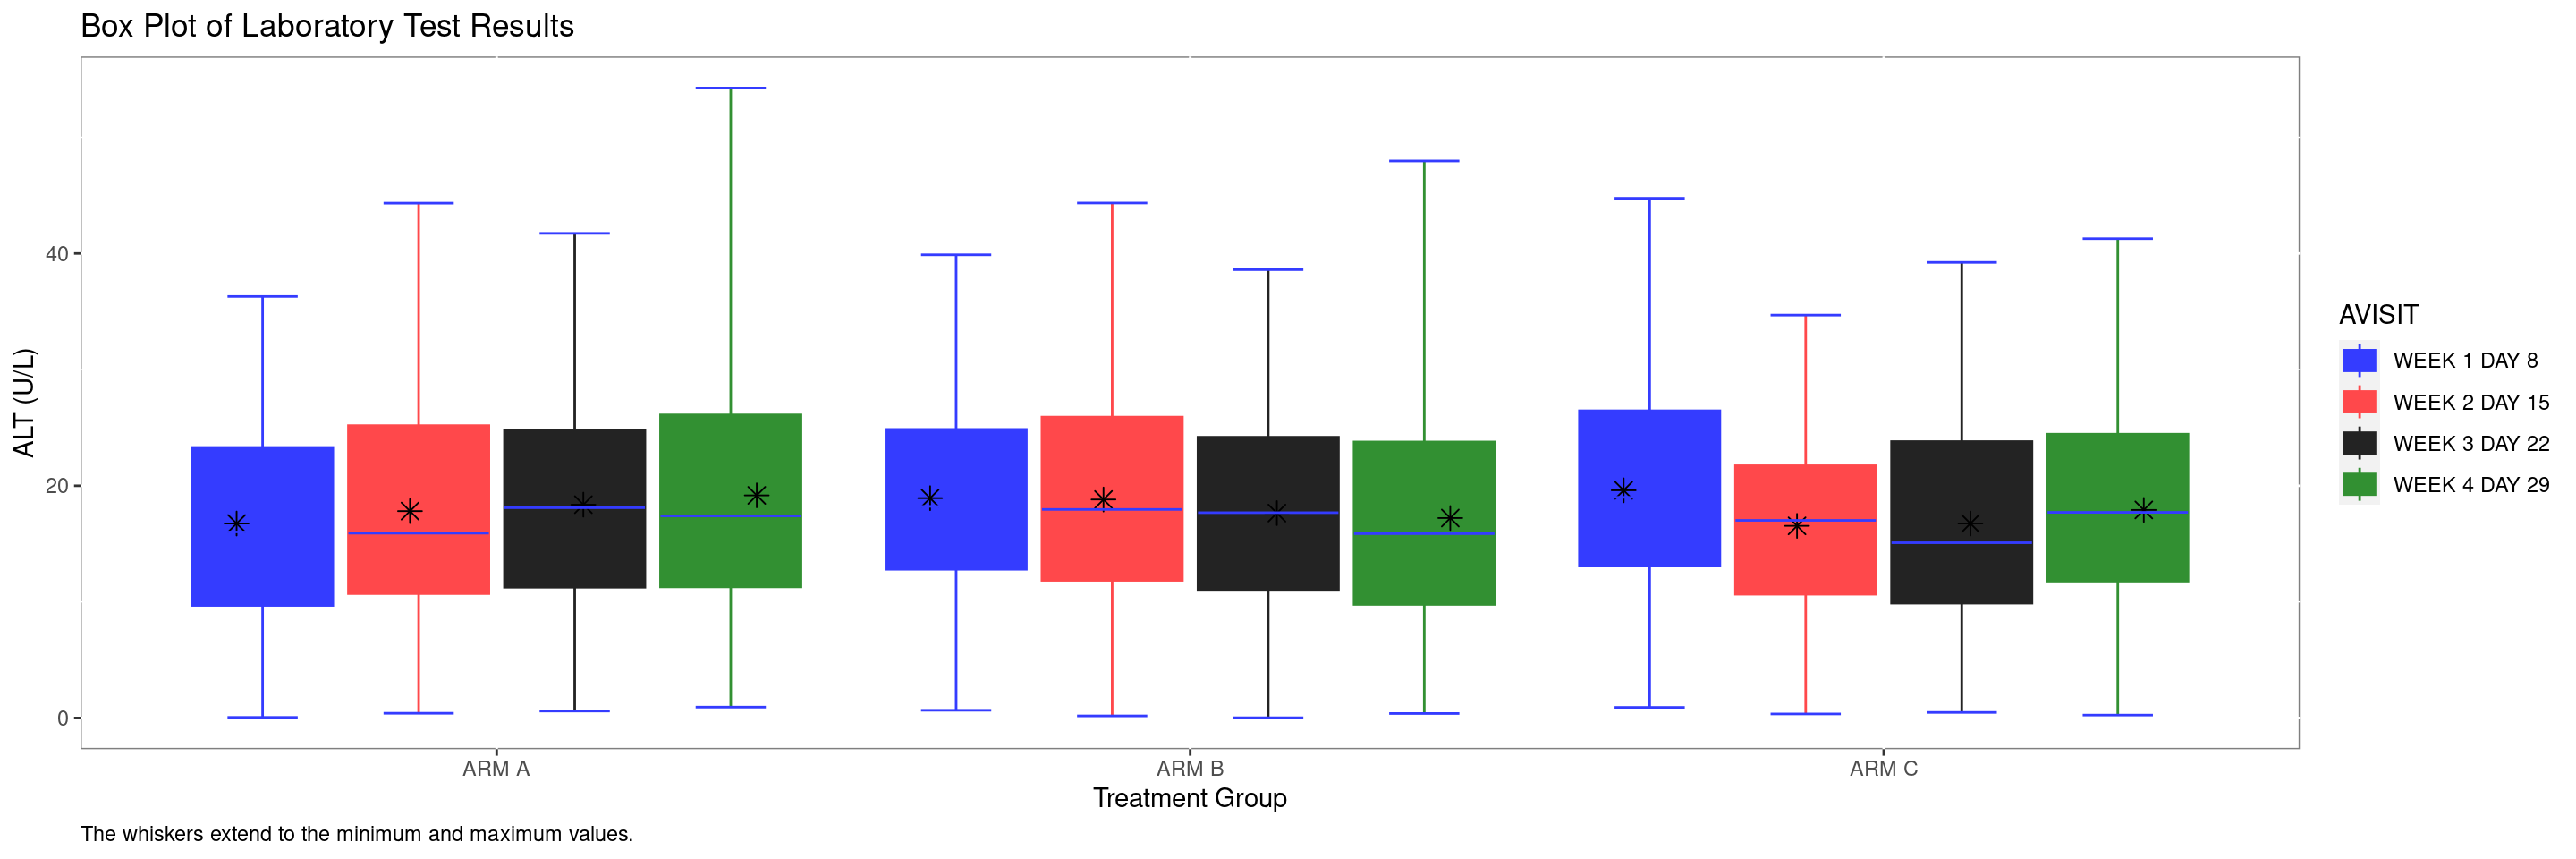 Box Plot of Laboratory Test Results
ALT (U/L)
40
20
0
ARM A
ARM B
ARM C
Treatment Group
AVISIT
WEEK 1 DAY 8
WEEK 2 DAY 15
WEEK 3 DAY 22
WEEK 4 DAY 29
The whiskers extend to the minimum and maximum values.